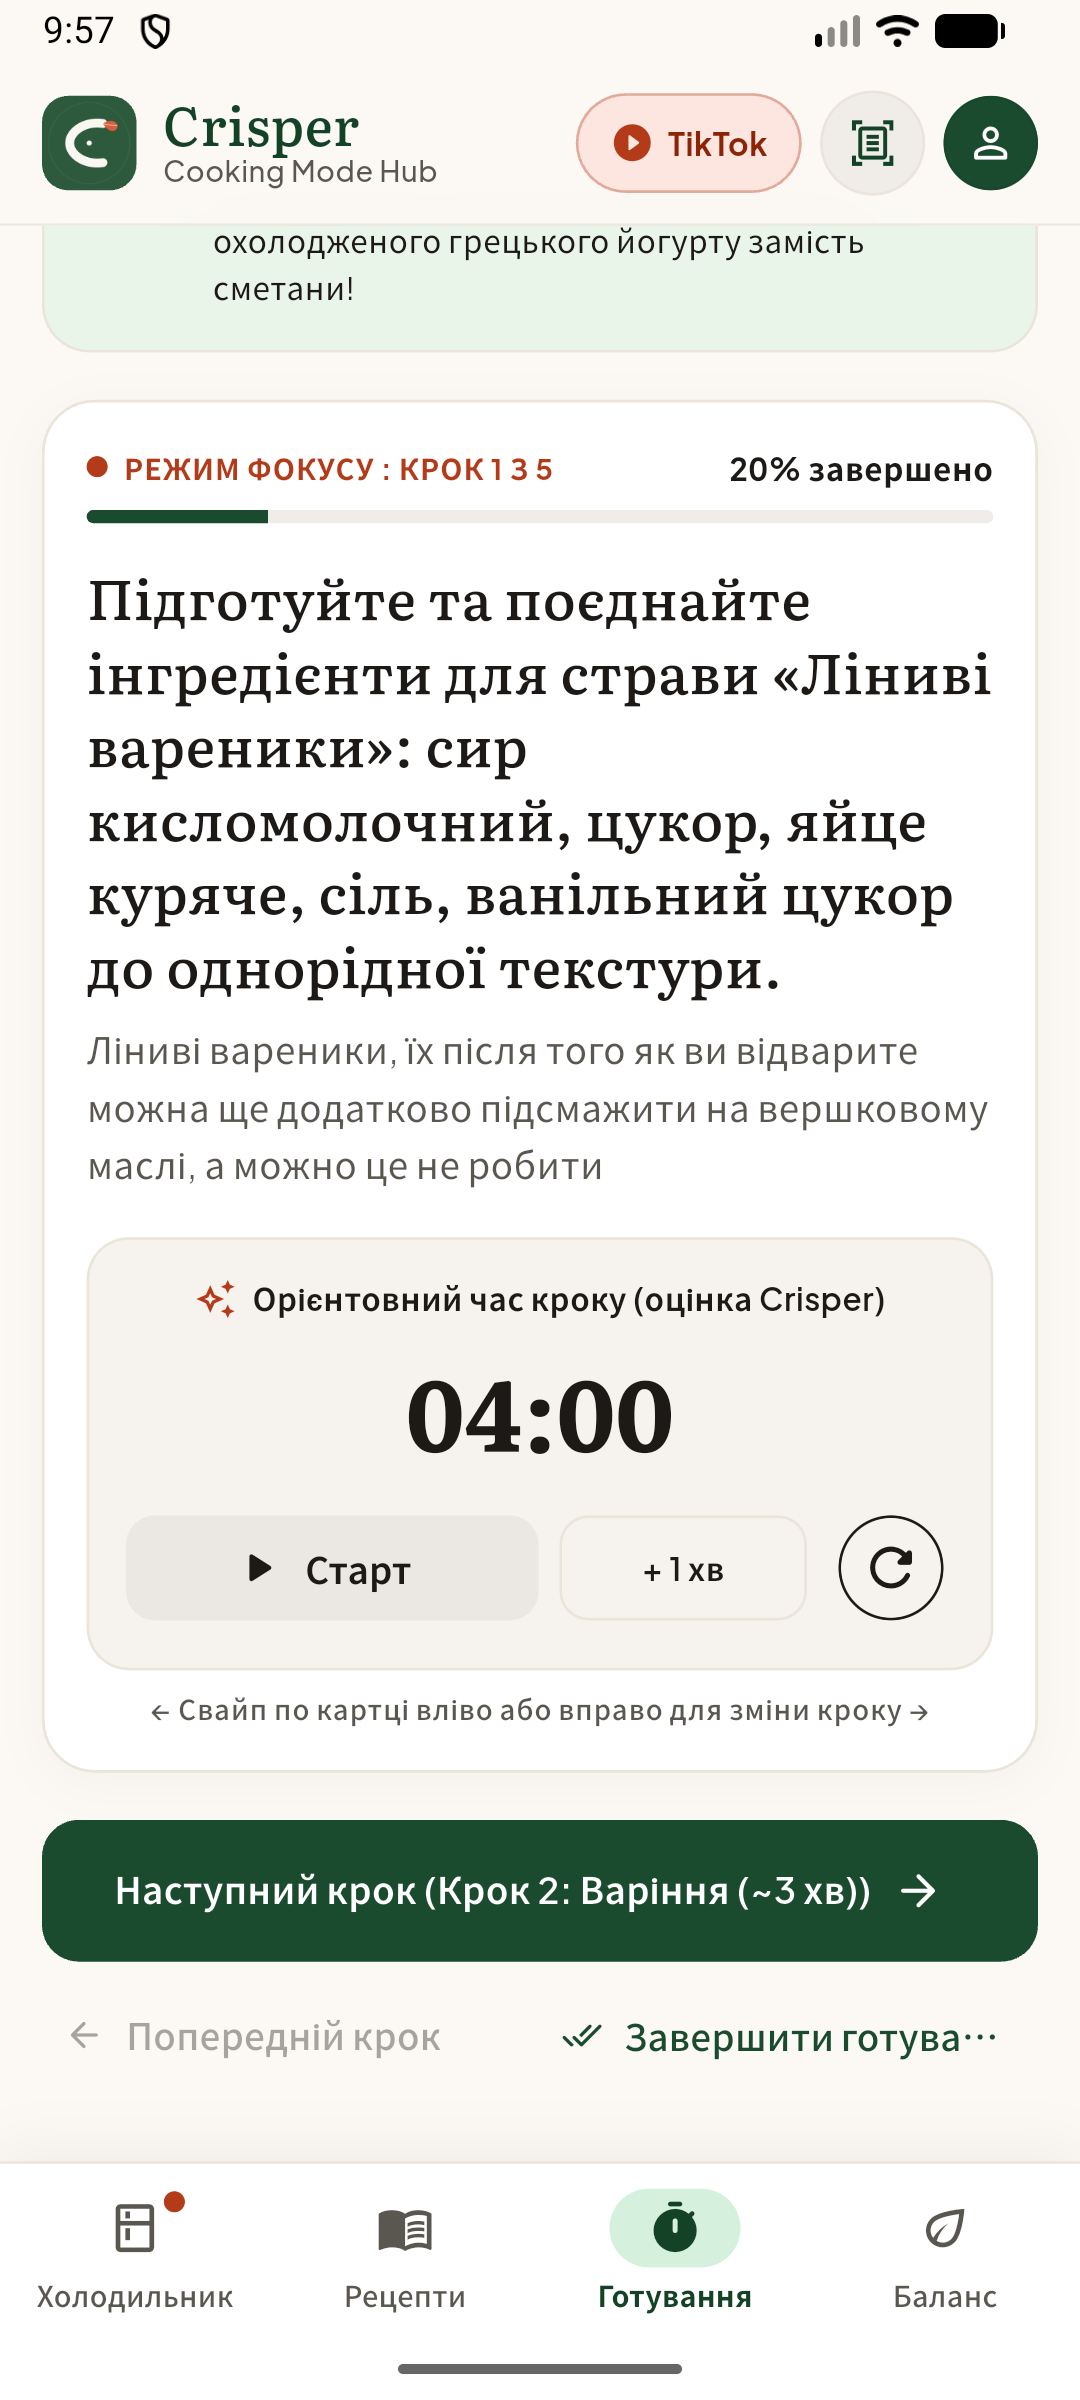 9:57
Crisper
Cooking Mode Hub
TikTok
охолодженого грецького йогурту замість
сметани!
РЕЖИМ ФОКУСУ : КРОК 1 З 5
20% завершено
Підготуйте та поєднайте
інгредієнти для страви «Ліниві
вареники»: сир
кисломолочний, цукор, яйце
куряче, сіль, ванільний цукор
до однорідної текстури.
Ліниві вареники, їх після того як ви відварите
можна ще додатково підсмажити на вершковому
маслі, а можно це не робити
Орієнтовний час кроку (оцінка Crisper)
04:00
Старт
+ 1 хв
← Свайп по картці вліво або вправо для зміни кроку →
Наступний крок (Крок 2: Варіння (~3 хв)) →
← Попередній крок
Завершити готува…
Холодильник
Рецепти
Готування
Баланс